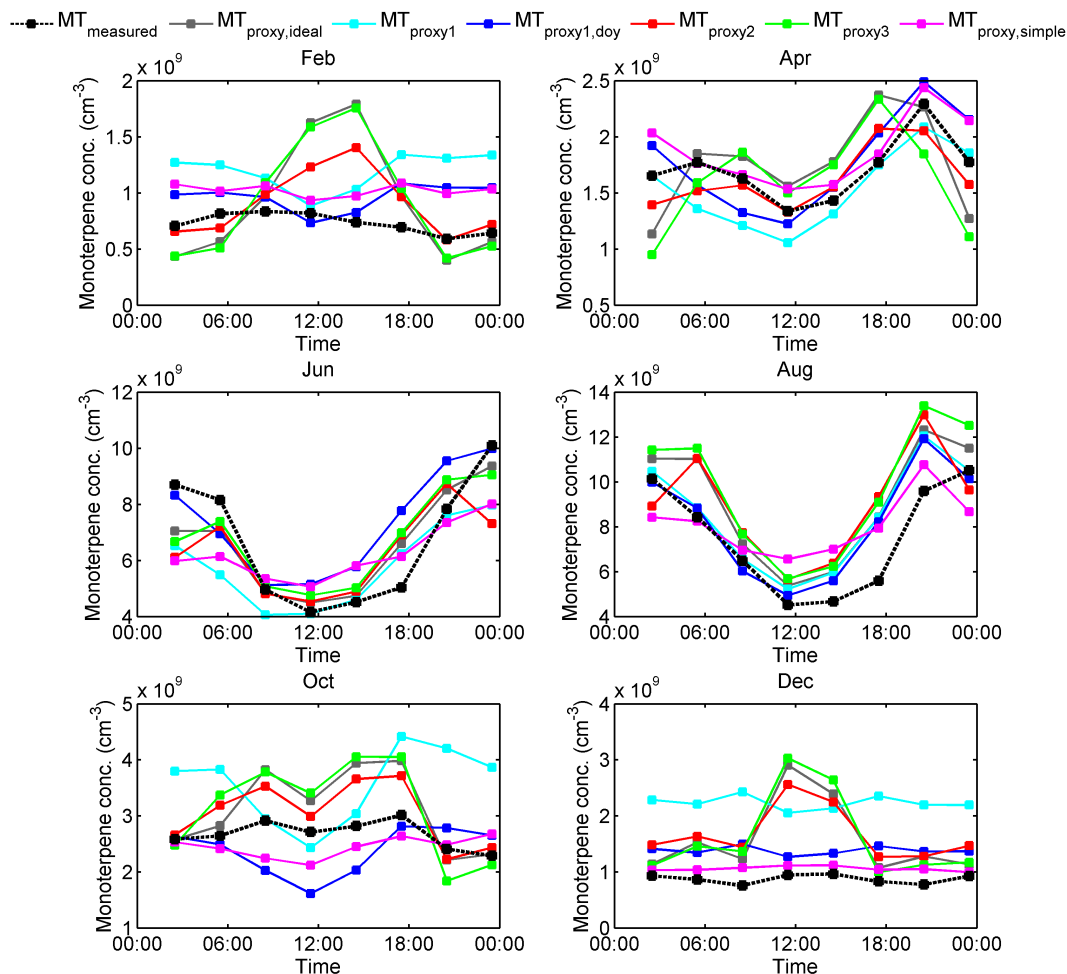 MTmeasured MTproxy,ideal MTproxy1 MTproxy1,doy MTproxy2 MTproxy3 MTproxy,simple
x 10^9 Feb
Monoterpene conc. (cm-3)
2
1.5
1
0.5
0
00:00 06:00 12:00 18:00 00:00
Time
x 10^9 Apr
Monoterpene conc. (cm-3)
2.5
2
1.5
1
0.5
00:00 06:00 12:00 18:00 00:00
Time
x 10^9 Jun
Monoterpene conc. (cm-3)
12
10
8
6
4
00:00 06:00 12:00 18:00 00:00
Time
x 10^9 Aug
Monoterpene conc. (cm-3)
14
12
10
8
6
4
00:00 06:00 12:00 18:00 00:00
Time
x 10^9 Oct
Monoterpene conc. (cm-3)
5
4
3
2
1
00:00 06:00 12:00 18:00 00:00
Time
x 10^9 Dec
Monoterpene conc. (cm-3)
4
3
2
1
0
00:00 06:00 12:00 18:00 00:00
Time